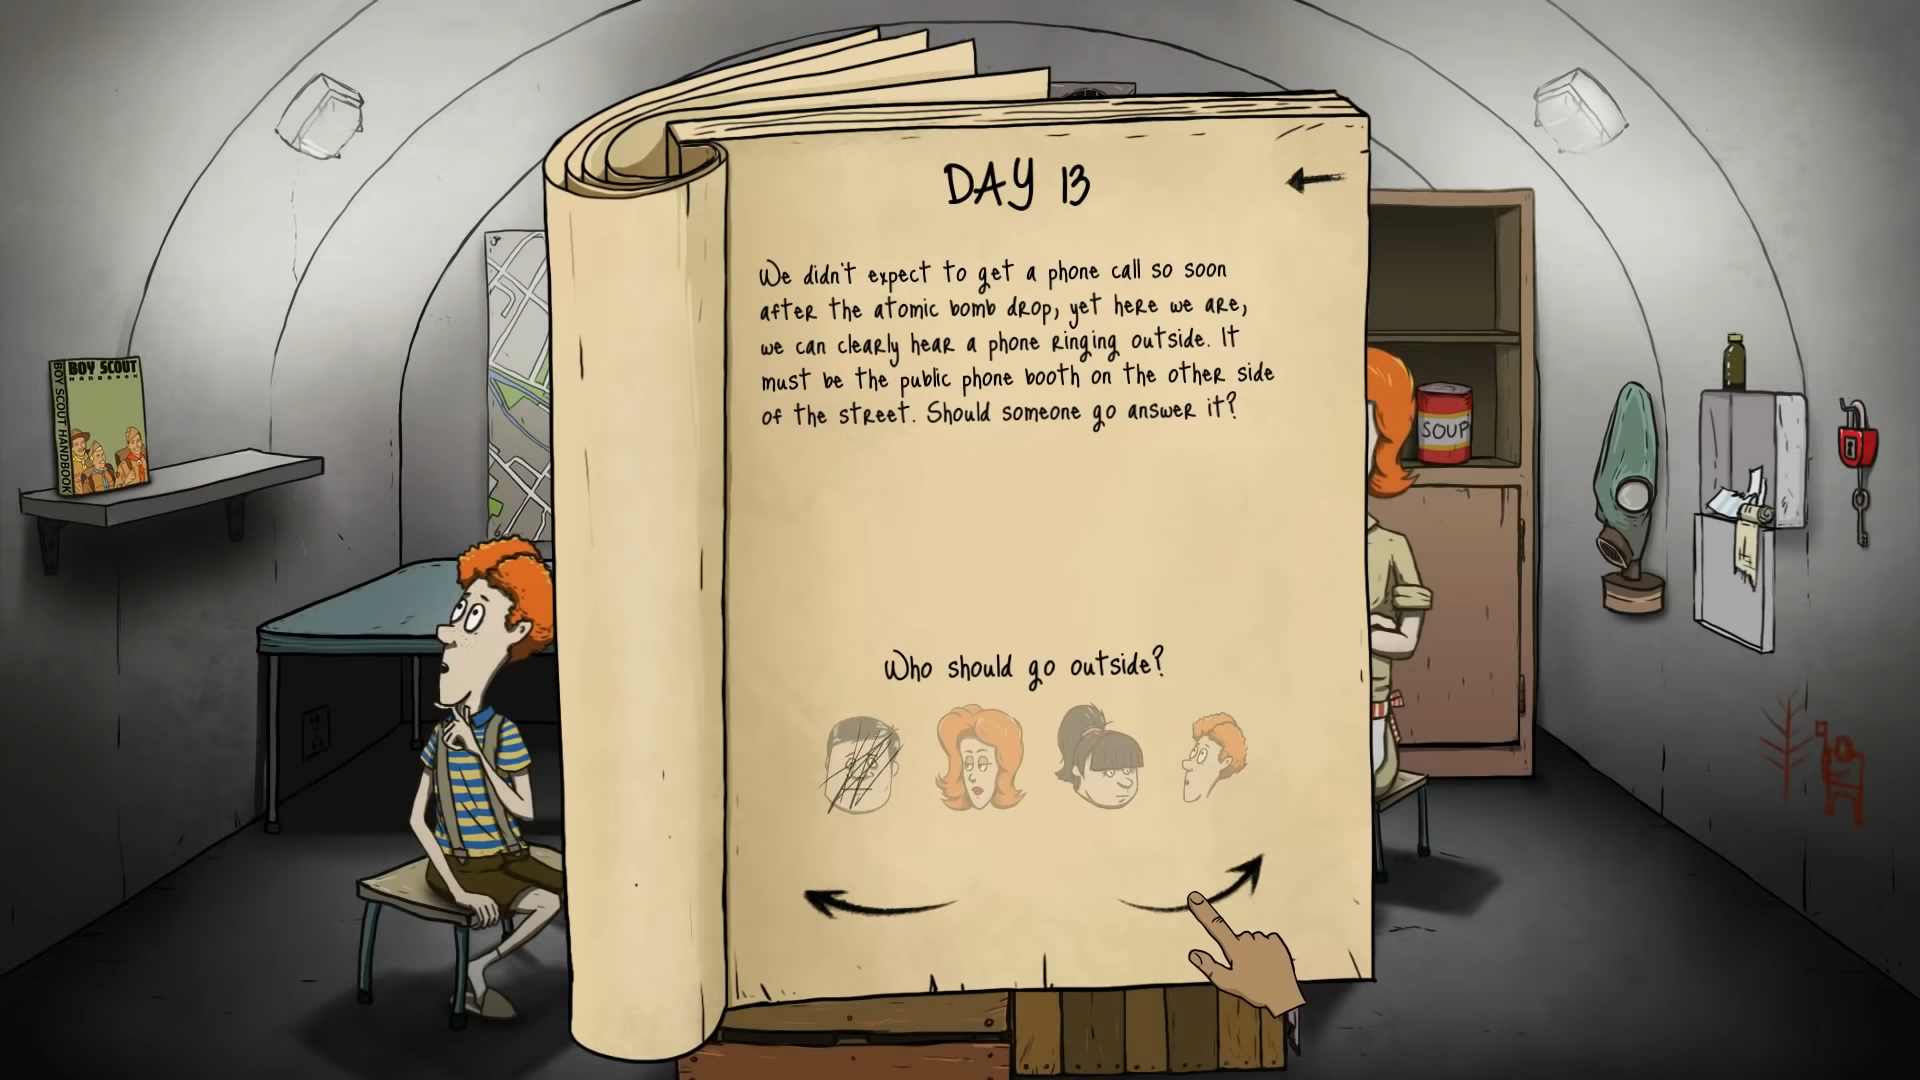 DAY 13
We didn't expect to get a phone call so soon
after the atomic bomb drop, yet here we are,
we can clearly hear a phone ringing outside. It
must be the public phone booth on the other side
of the street. Should someone go answer it?
Who should go outside?
BOY SCOUT
HANDBOOK
BOY SCOUT HANDBOOK
SOUP